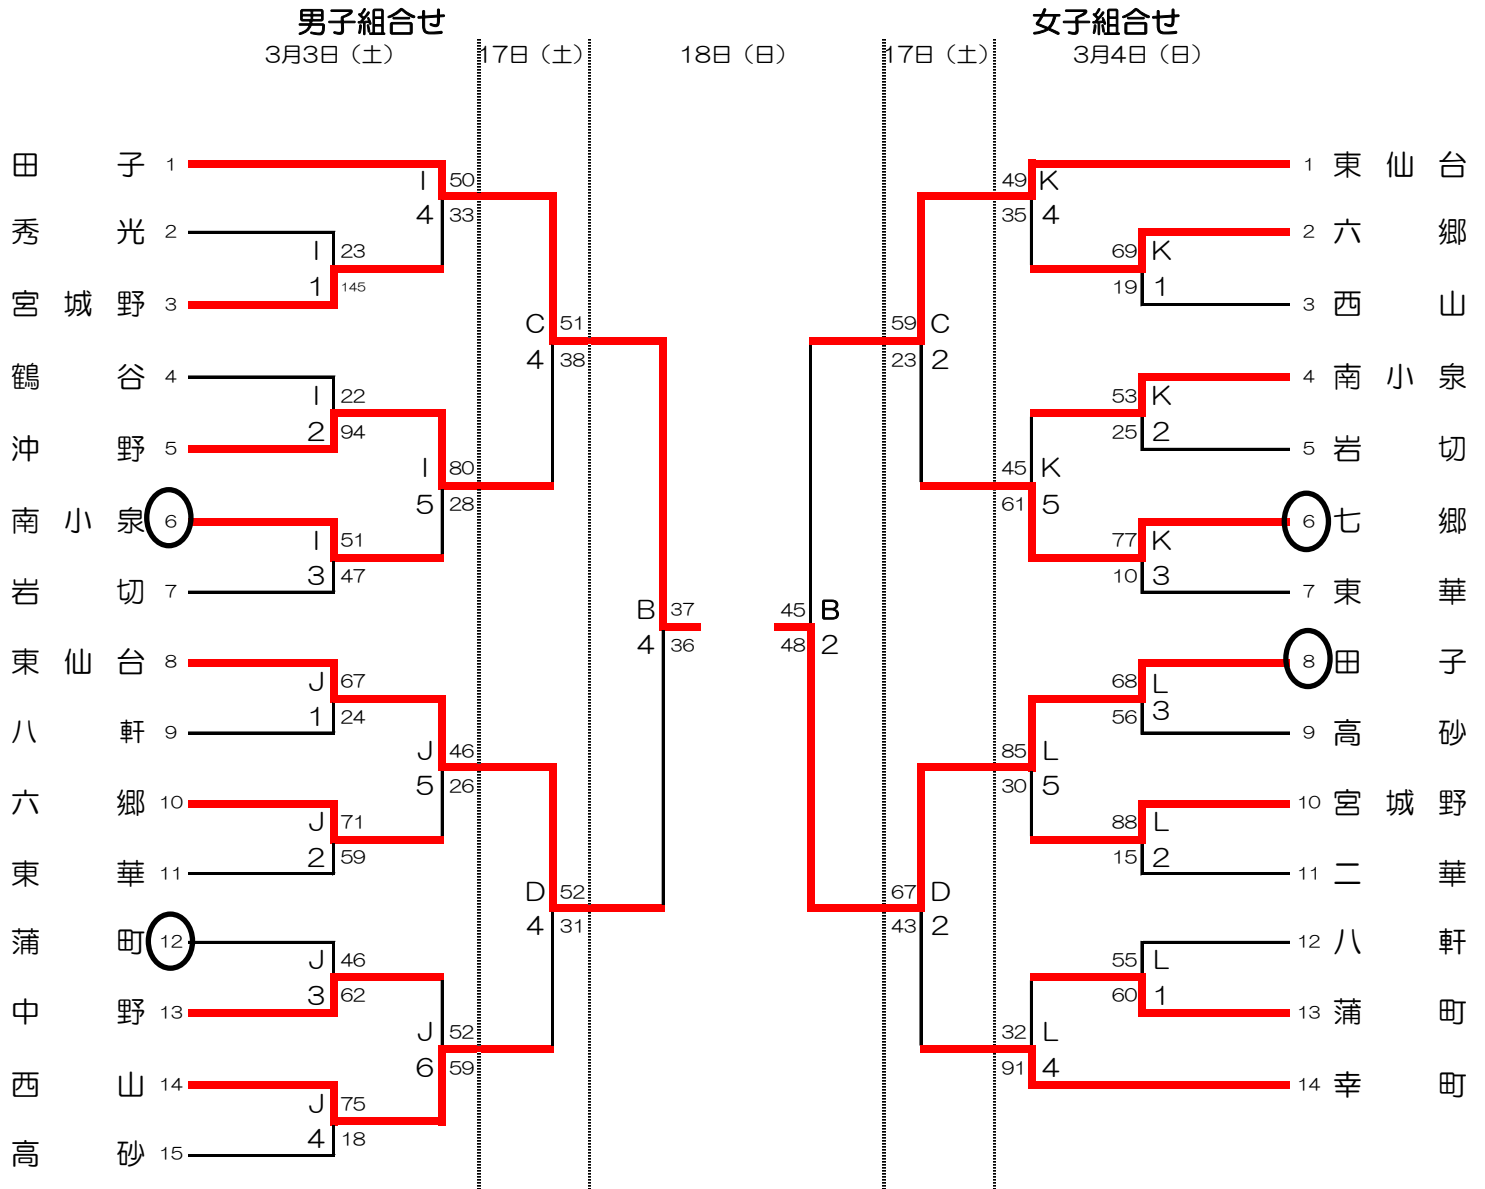 男子組合せ 女子組合せ
3月3日（土） 17日（土） 18日（日） 17日（土） 3月4日（日）
田子 1 50 49 1 東仙台
I K
4 33 35 4
秀光 2 2 六郷
I 23 69 K
1 145 19 1
宮城野 3 3 西山
C 51 59 C
4 38 23 2
鶴谷 4 4 南小泉
I 22 53 K
2 94 25 2
沖野 5 5 岩切
I 80 45 K
5 28 61 5
南小泉 6 6 七郷
I 51 77 K
3 47 10 3
岩切 7 7 東華
B 37 45 B
4 36 48 2
東仙台 8 8 田子
J 67 68 L
1 24 56 3
八軒 9 9 高砂
J 46 85 L
5 26 30 5
六郷 10 10 宮城野
J 71 88 L
2 59 15 2
東華 11 11 二華
D 52 67 D
4 31 43 2
蒲町 12 12 八軒
J 46 55 L
3 62 60 1
中野 13 13 蒲町
J 52 32 L
6 59 91 4
西山 14 14 幸町
J 75
4 18
高砂 15